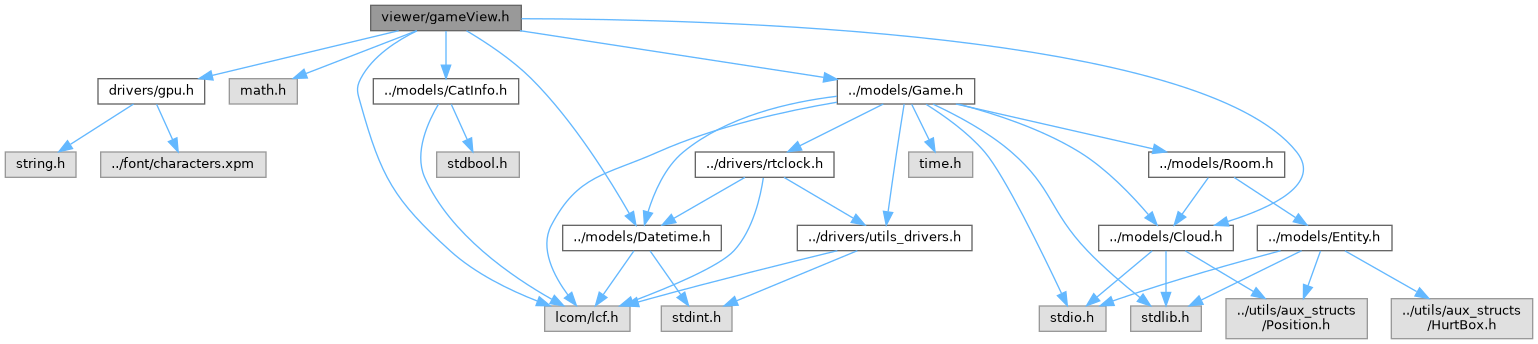 viewer/gameView.h
drivers/gpu.h
math.h
../models/CatInfo.h
../models/Game.h
string.h
../font/characters.xpm
stdbool.h
../drivers/rtclock.h
time.h
../models/Room.h
../models/Datetime.h
../drivers/utils_drivers.h
../models/Cloud.h
../models/Entity.h
lcom/lcf.h
stdint.h
stdio.h
stdlib.h
../utils/aux_structs
/Position.h
../utils/aux_structs
/HurtBox.h